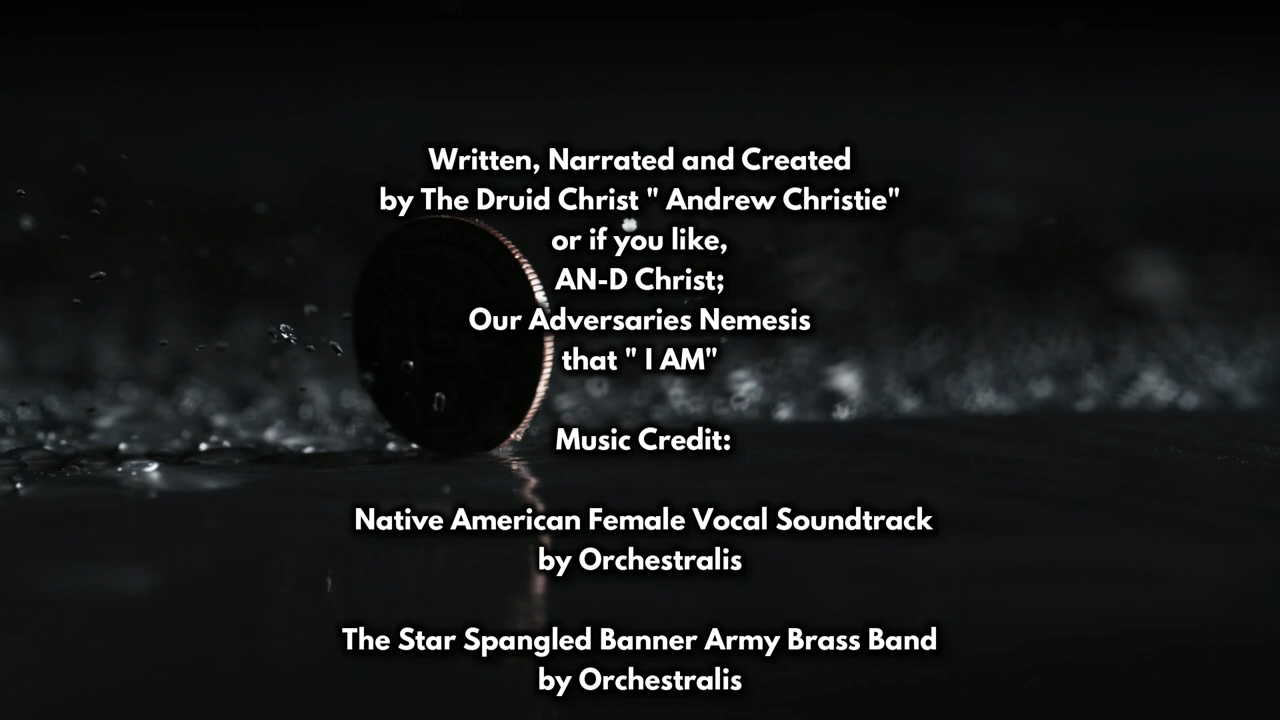 Written, Narrated and Created
by The Druid Christ " Andrew Christie"
or if you like,
AN-D Christ;
Our Adversaries Nemesis
that " I AM"
Music Credit:
Native American Female Vocal Soundtrack
by Orchestralis
The Star Spangled Banner Army Brass Band
by Orchestralis